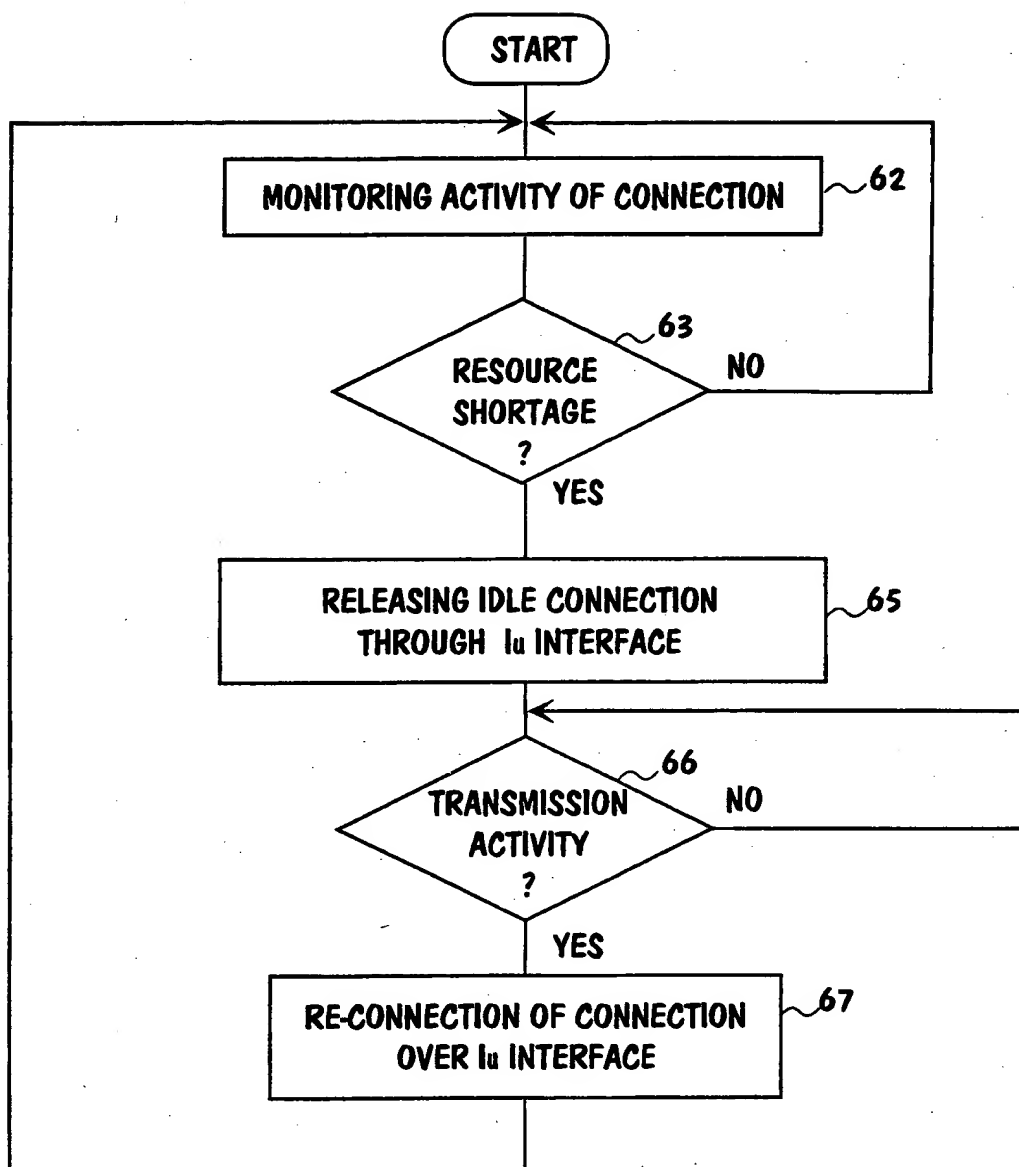 START
MONITORING ACTIVITY OF CONNECTION
62
63
RESOURCE
SHORTAGE
?
NO
YES
RELEASING IDLE CONNECTION
THROUGH Iu INTERFACE
65
66
TRANSMISSION
ACTIVITY
?
NO
YES
RE-CONNECTION OF CONNECTION
OVER Iu INTERFACE
67